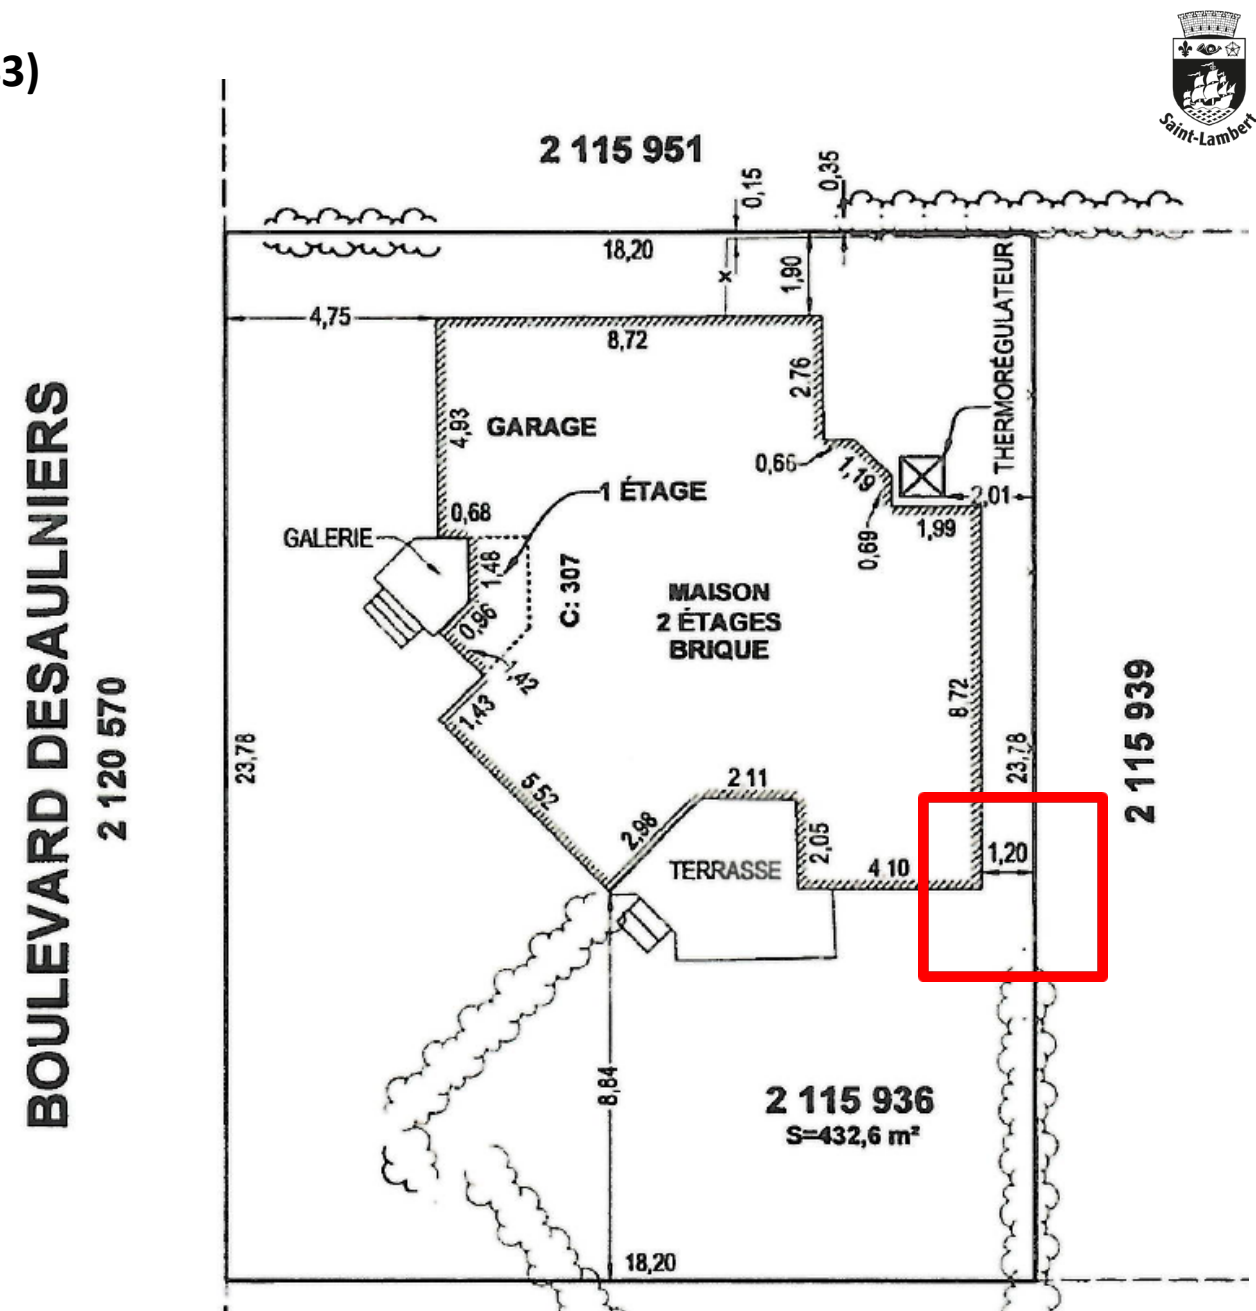 3)
Saint-Lambert
2 115 951
0,15
0,35
18,20
1,90
4,75
8,72
2,76
THERMORÉGULATEUR
4,93
GARAGE
0,66
1,19
2,01
1 ÉTAGE
0,68
1,99
GALERIE
1,48
0,69
C: 307
MAISON
2 ÉTAGES
BRIQUE
0,96
1,42
1,43
8,72
BOULEVARD DESAULNIERS
2 120 570
23,78
23,78
2 115 939
5 52
2 11
2,98
2,05
TERRASSE
4 10
1,20
8,84
2 115 936
S=432,6 m²
18,20